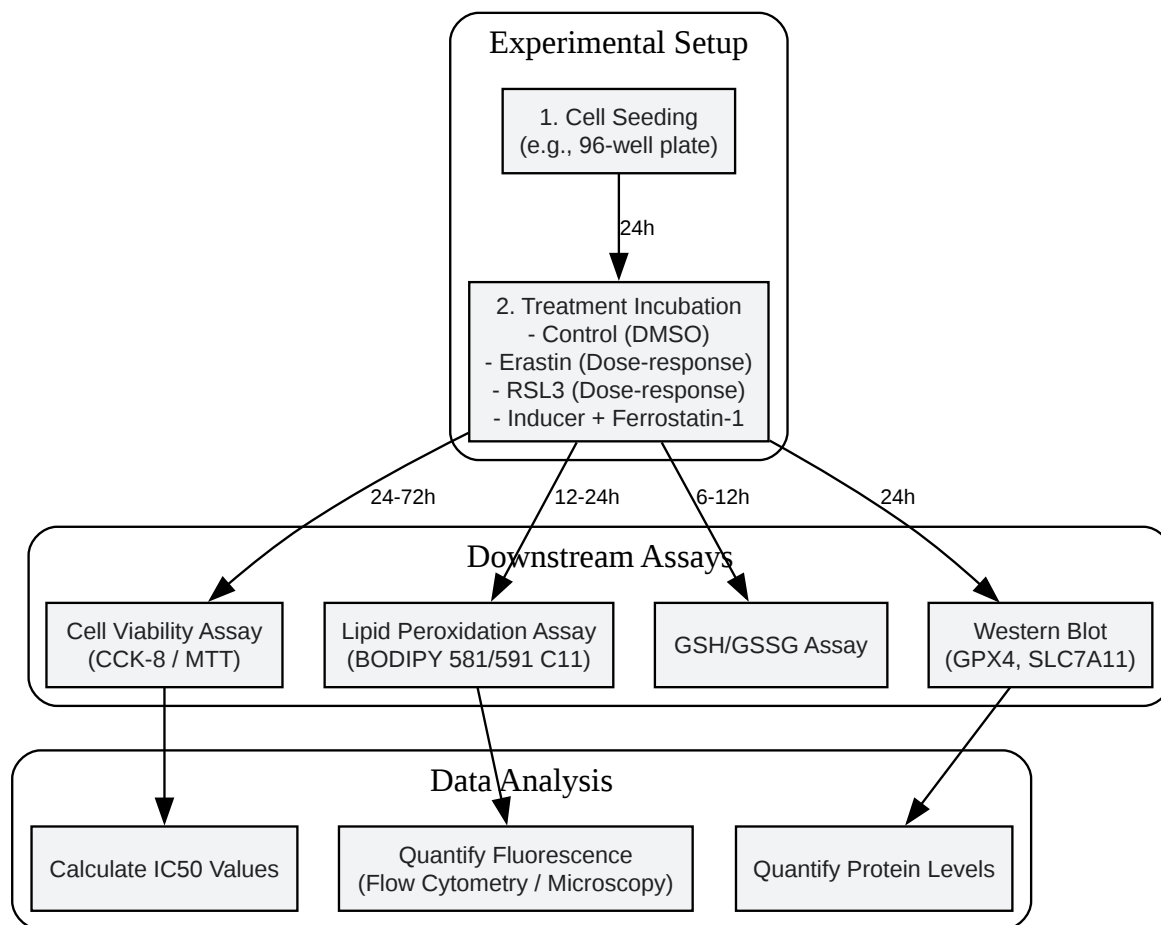 Experimental Setup
1. Cell Seeding
(e.g., 96-well plate)
24h
2. Treatment Incubation
- Control (DMSO)
- Erastin (Dose-response)
- RSL3 (Dose-response)
- Inducer + Ferrostatin-1
24-72h
12-24h
6-12h
24h
Downstream Assays
Cell Viability Assay
(CCK-8 / MTT)
Lipid Peroxidation Assay
(BODIPY 581/591 C11)
GSH/GSSG Assay
Western Blot
(GPX4, SLC7A11)
Data Analysis
Calculate IC50 Values
Quantify Fluorescence
(Flow Cytometry / Microscopy)
Quantify Protein Levels